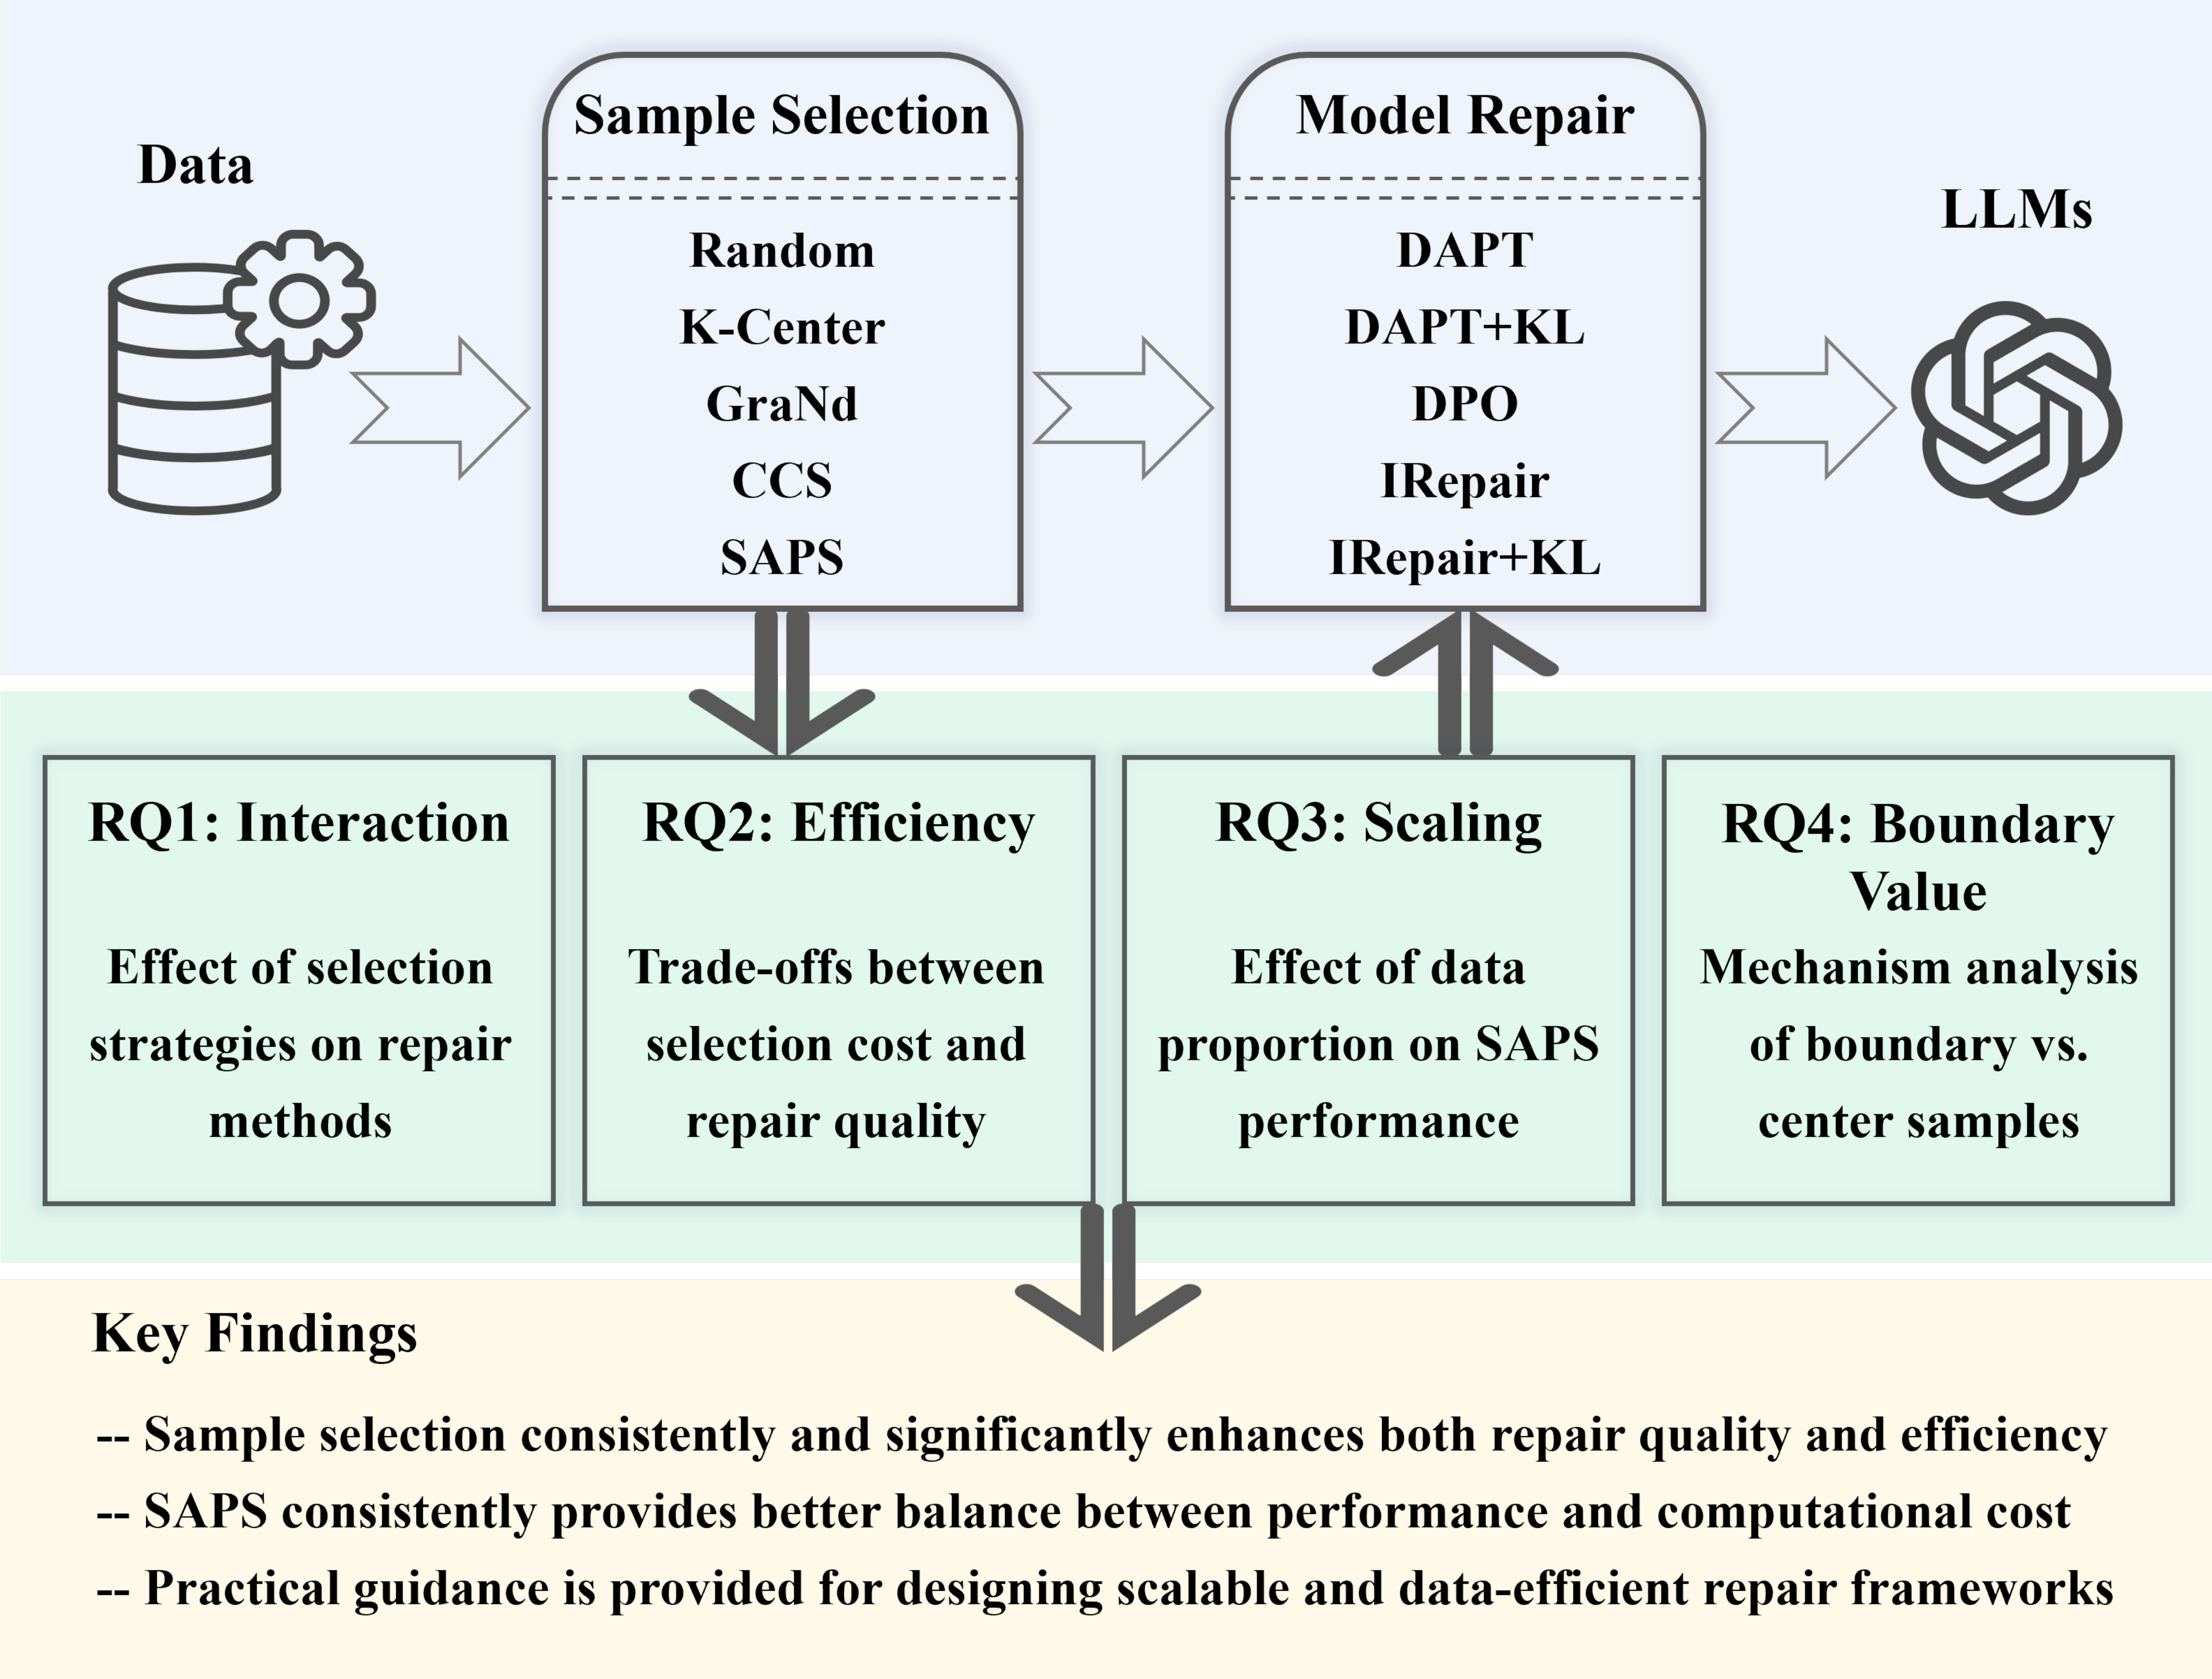 Data
Sample Selection
Random
K-Center
GraNd
CCS
SAPS
Model Repair
DAPT
DAPT+KL
DPO
IRepair
IRepair+KL
LLMs
RQ1: Interaction
Effect of selection
strategies on repair
methods
RQ2: Efficiency
Trade-offs between
selection cost and
repair quality
RQ3: Scaling
Effect of data
proportion on SAPS
performance
RQ4: Boundary
Value
Mechanism analysis
of boundary vs.
center samples
Key Findings
-- Sample selection consistently and significantly enhances both repair quality and efficiency
-- SAPS consistently provides better balance between performance and computational cost
-- Practical guidance is provided for designing scalable and data-efficient repair frameworks